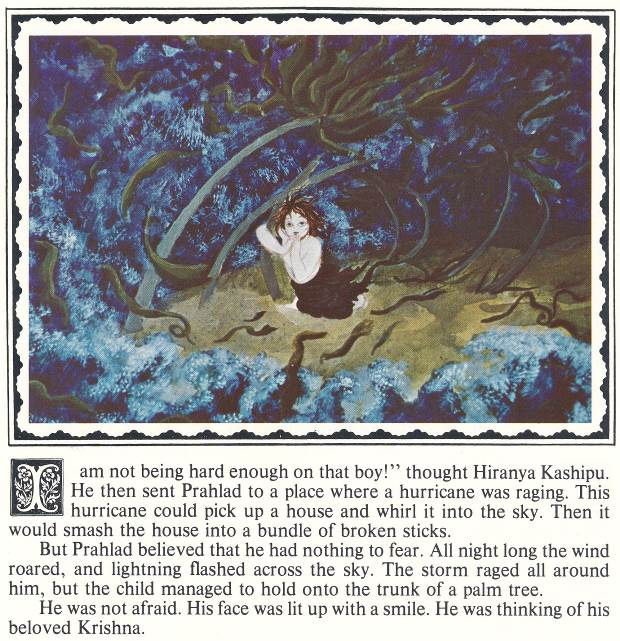 I am not being hard enough on that boy!” thought Hiranya Kashipu.
He then sent Prahlad to a place where a hurricane was raging. This
hurricane could pick up a house and whirl it into the sky. Then it
would smash the house into a bundle of broken sticks.
But Prahlad believed that he had nothing to fear. All night long the wind
roared, and lightning flashed across the sky. The storm raged all around
him, but the child managed to hold onto the trunk of a palm tree.
He was not afraid. His face was lit up with a smile. He was thinking of his
beloved Krishna.